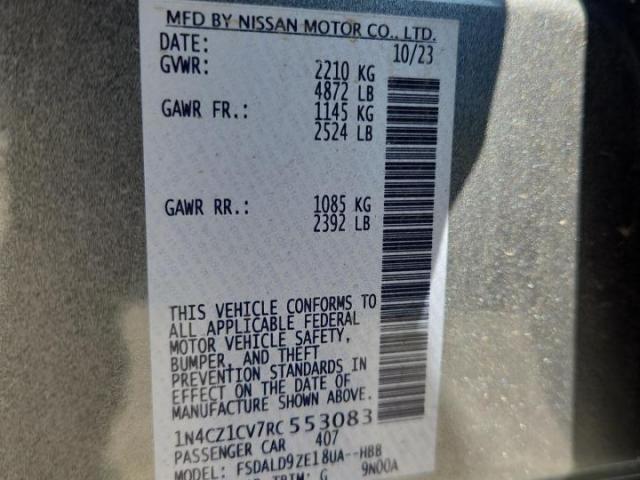 MFD BY NISSAN MOTOR CO., LTD.
DATE: 10/23
GVWR: 2210 KG
4872 LB
GAWR FR.: 1145 KG
2524 LB
GAWR RR.: 1085 KG
2392 LB
THIS VEHICLE CONFORMS TO
ALL APPLICABLE FEDERAL
MOTOR VEHICLE SAFETY,
BUMPER, AND THEFT
PREVENTION STANDARDS IN
EFFECT ON THE DATE OF
MANUFACTURE SHOWN ABOVE.
1N4CZ1CV7RC553083
PASSENGER CAR 407
MODEL: FSDALD9ZE18UA--HBB
TRIM: G 9N00A